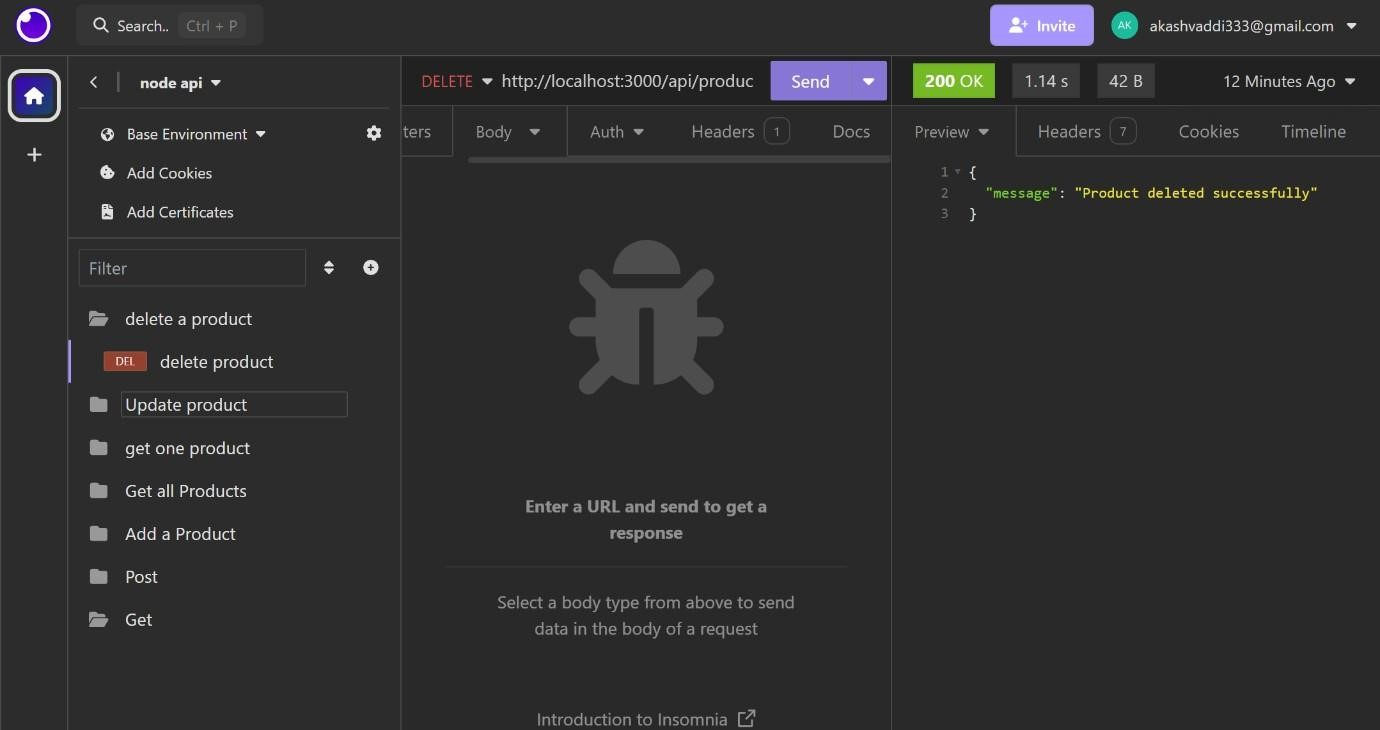 Search.. Ctrl + P
Invite
AK akashvaddi333@gmail.com
node api
Base Environment
Add Cookies
Add Certificates
Filter
delete a product
DEL delete product
Update product
get one product
Get all Products
Add a Product
Post
Get
DELETE http://localhost:3000/api/produc Send
ters Body Auth Headers 1 Docs
Enter a URL and send to get a
response
Select a body type from above to send
data in the body of a request
Introduction to Insomnia
200 OK 1.14 s 42 B 12 Minutes Ago
Preview Headers 7 Cookies Timeline
1 {
2 "message": "Product deleted successfully"
3 }